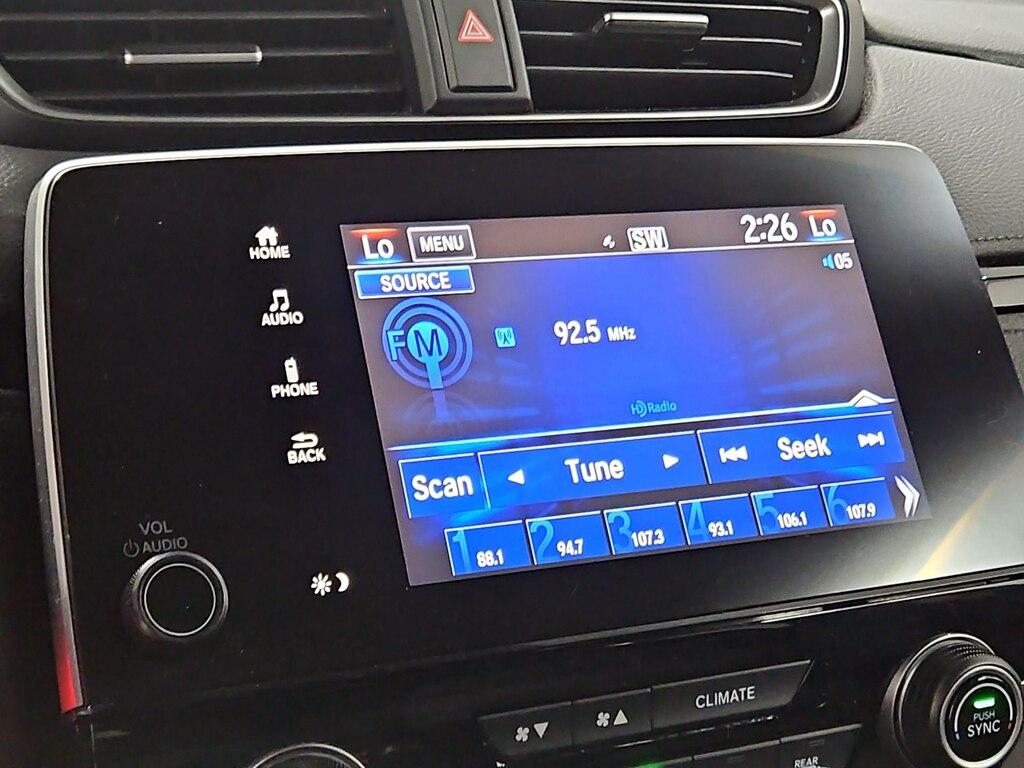 HOME
AUDIO
PHONE
BACK
VOL
AUDIO
Lo MENU SW 2:26 Lo
SOURCE 05
FM 92.5 MHz
HD Radio
Scan Tune Seek
1 88.1 2 94.7 3 107.3 4 93.1 5 106.1 6 107.9
CLIMATE
PUSH
SYNC
REAR